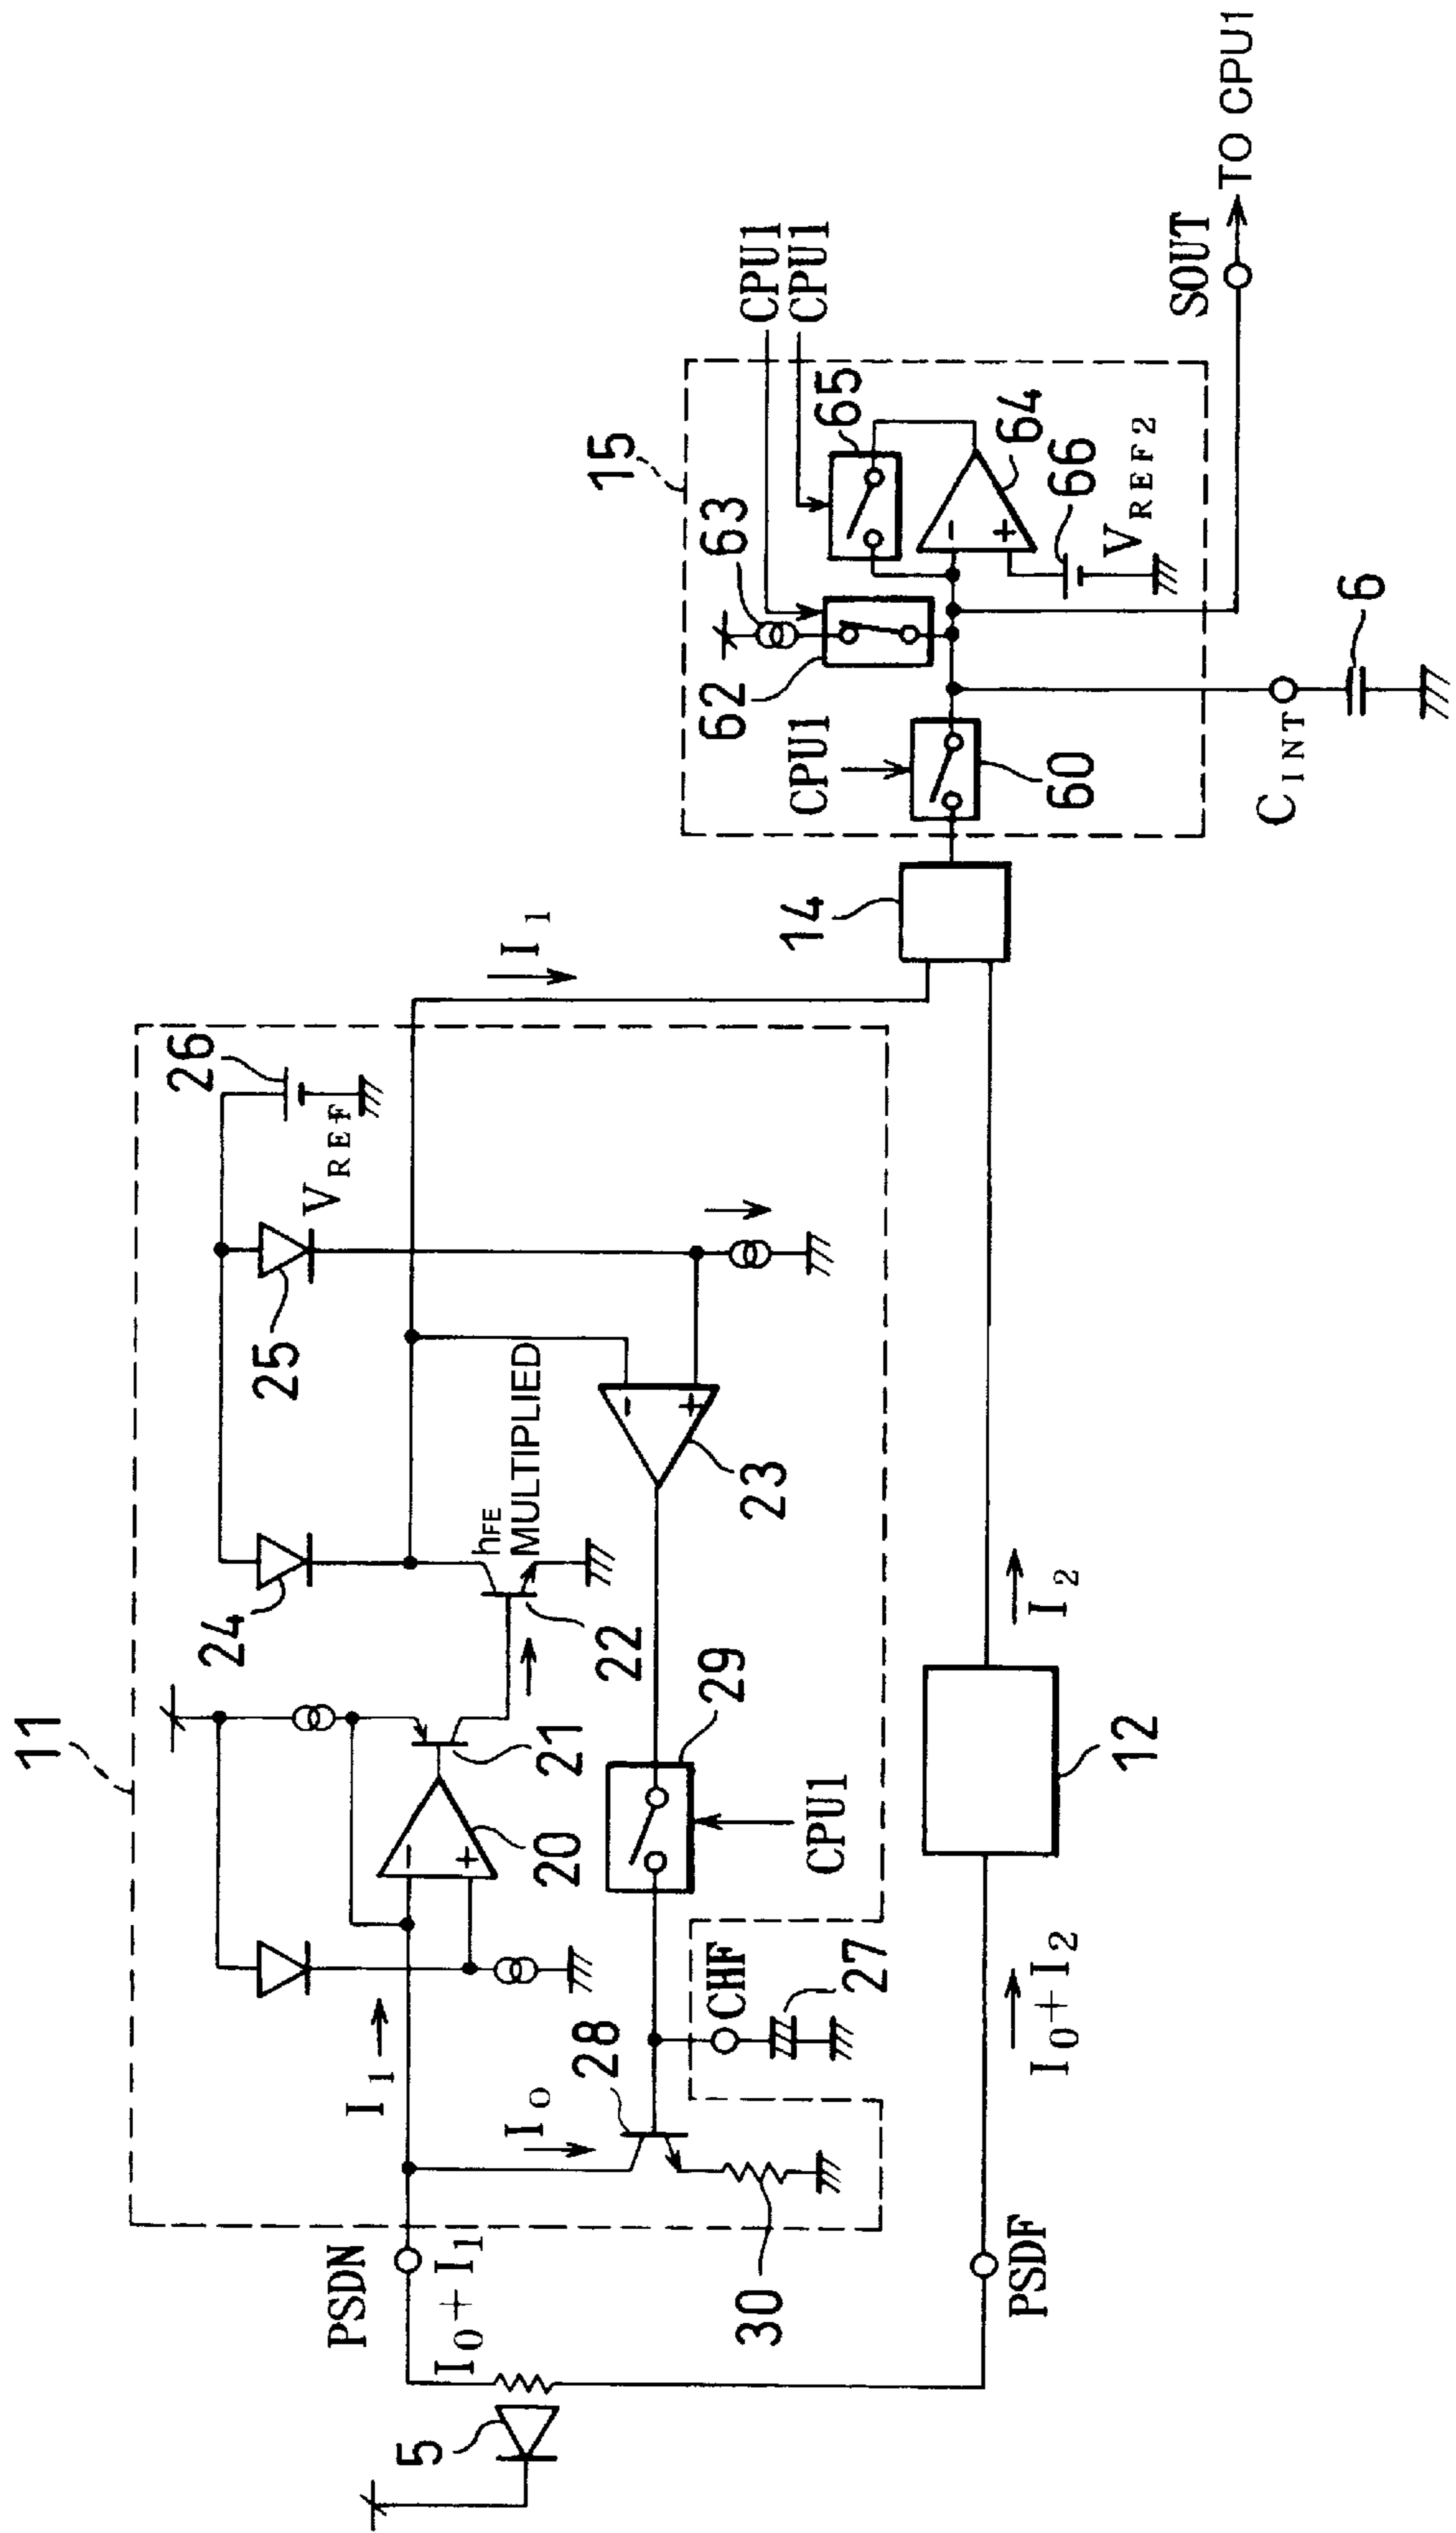 11
26
VREF
25
24
hFE
MULTIPLIED
I1
20
21
22
23
29
CPU1
I1
I0
28
CHF
27
30
PSDN
I0+I1
5
PSDF
I0+I2
12
I2
14
15
CPU1
CPU1
63
62
65
64
66
VREF2
CPU1
60
CINT
6
SOUT
TO CPU1